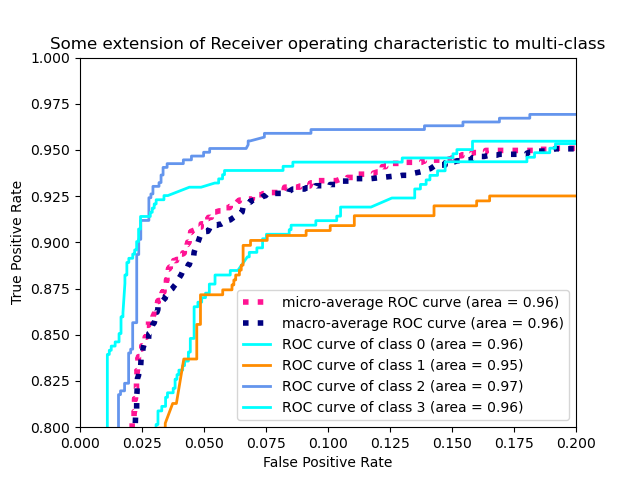 Some extension of Receiver operating characteristic to multi-class
1.000
0.975
0.950
0.925
0.900
0.875
0.850
0.825
0.800
True Positive Rate
micro-average ROC curve (area = 0.96)
macro-average ROC curve (area = 0.96)
ROC curve of class 0 (area = 0.96)
ROC curve of class 1 (area = 0.95)
ROC curve of class 2 (area = 0.97)
ROC curve of class 3 (area = 0.96)
0.000 0.025 0.050 0.075 0.100 0.125 0.150 0.175 0.200
False Positive Rate